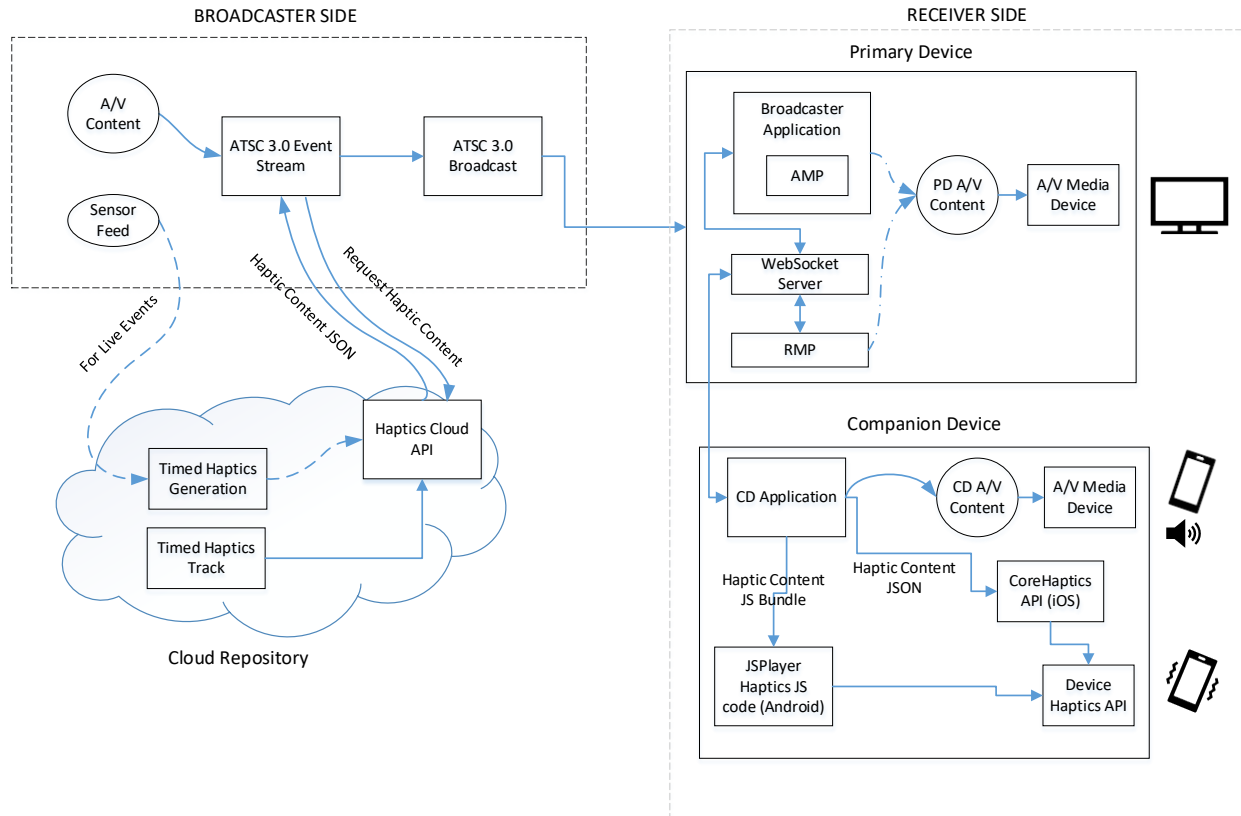 BROADCASTER SIDE
A/V
Content
Sensor
Feed
ATSC 3.0 Event
Stream
ATSC 3.0
Broadcast
For Live Events
Haptic Content JSON
Request Haptic Content
Haptics Cloud
API
Timed Haptics
Generation
Timed Haptics
Track
Cloud Repository
RECEIVER SIDE
Primary Device
Broadcaster
Application
AMP
PD A/V
Content
A/V Media
Device
WebSocket
Server
RMP
Companion Device
CD Application
CD A/V
Content
A/V Media
Device
Haptic Content
JS Bundle
Haptic Content
JSON
CoreHaptics
API (iOS)
JSPlayer
Haptics JS
code (Android)
Device
Haptics API